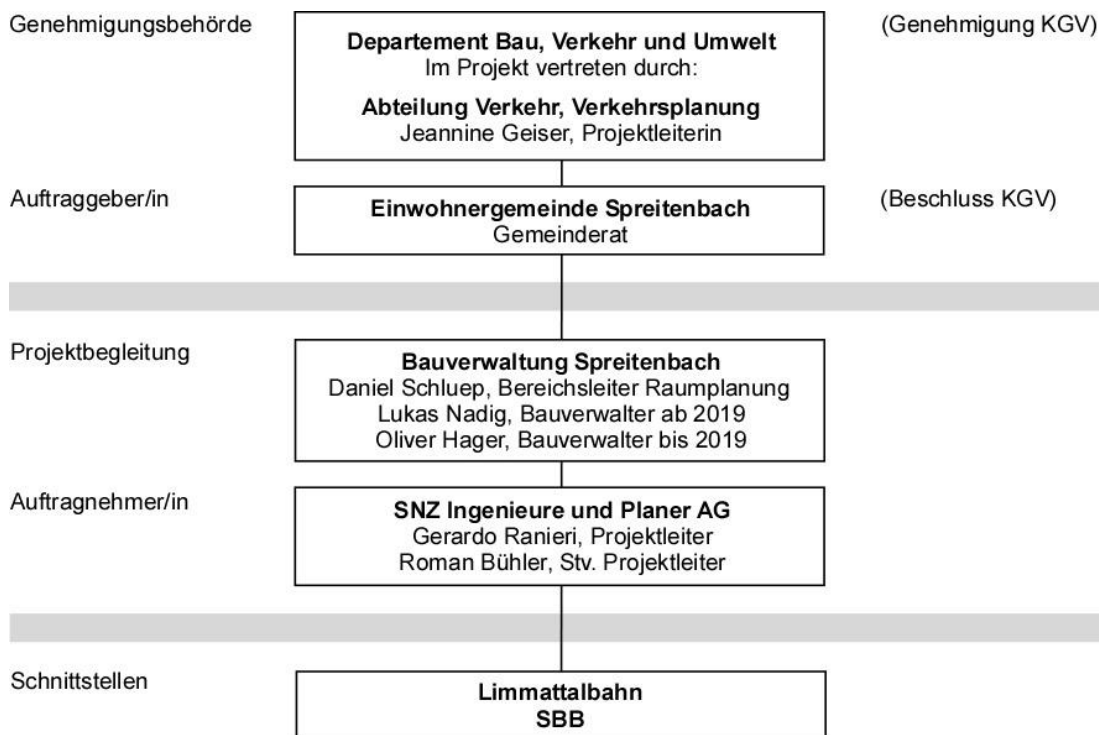 Genehmigungsbehörde
Departement Bau, Verkehr und Umwelt
Im Projekt vertreten durch:
Abteilung Verkehr, Verkehrsplanung
Jeannine Geiser, Projektleiterin
(Genehmigung KGV)
Auftraggeber/in
Einwohnergemeinde Spreitenbach
Gemeinderat
(Beschluss KGV)
Projektbegleitung
Bauverwaltung Spreitenbach
Daniel Schluep, Bereichsleiter Raumplanung
Lukas Nadig, Bauverwalter ab 2019
Oliver Hager, Bauverwalter bis 2019
Auftragnehmer/in
SNZ Ingenieure und Planer AG
Gerardo Ranieri, Projektleiter
Roman Bühler, Stv. Projektleiter
Schnittstellen
Limmattalbahn
SBB